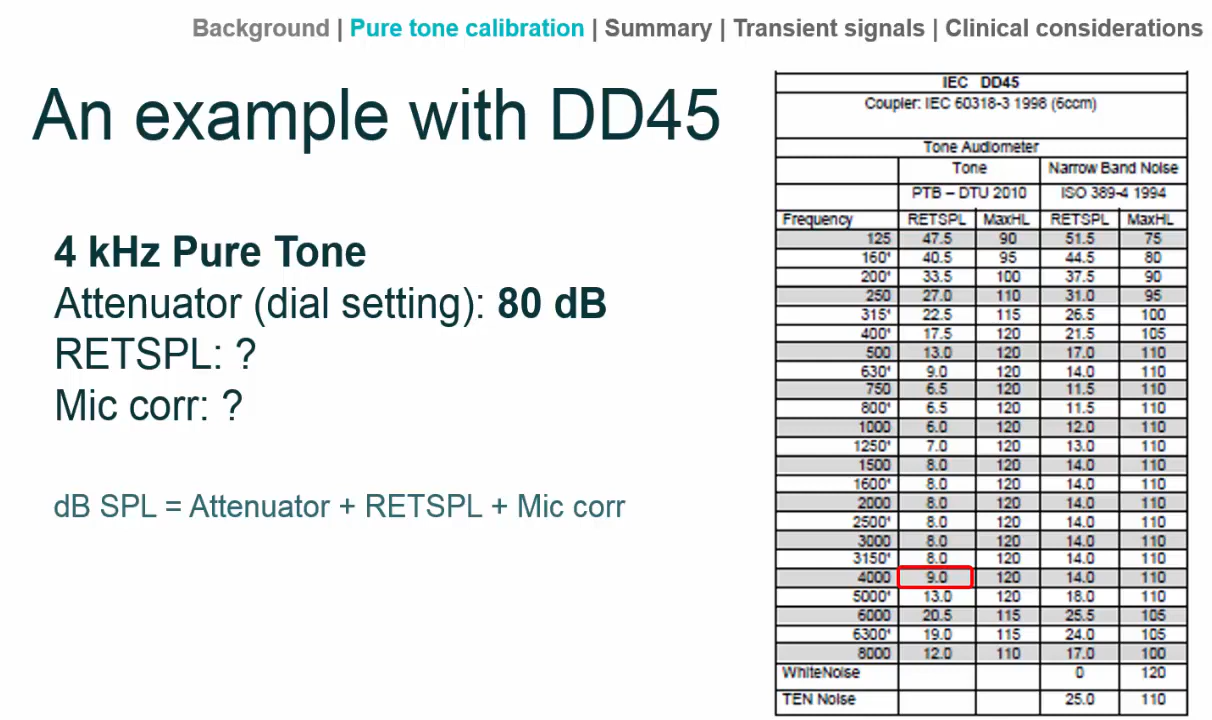 Background | Pure tone calibration | Summary | Transient signals | Clinical considerations
An example with DD45
4 kHz Pure Tone
Attenuator (dial setting): 80 dB
RETSPL: ?
Mic corr: ?
dB SPL = Attenuator + RETSPL + Mic corr
IEC DD45
Coupler: IEC 60318-3 1998 (6ccm)
Tone Audiometer
Tone Narrow Band Noise
PTB – DTU 2010 ISO 389-4 1994
Frequency RETSPL MaxHL RETSPL MaxHL
125 47.5 90 51.5 75
160' 40.5 95 44.5 80
200' 33.5 100 37.5 90
250 27.0 110 31.0 95
315' 22.5 115 26.5 100
400' 17.5 120 21.5 105
500 13.0 120 17.0 110
630' 9.0 120 14.0 110
750 6.5 120 11.5 110
800' 6.5 120 11.5 110
1000 6.0 120 12.0 110
1250' 7.0 120 13.0 110
1500 8.0 120 14.0 110
1600' 8.0 120 14.0 110
2000 8.0 120 14.0 110
2500' 8.0 120 14.0 110
3000 8.0 120 14.0 110
3150' 8.0 120 14.0 110
4000 9.0 120 14.0 110
5000' 13.0 120 18.0 110
6000 20.5 115 25.5 105
6300' 19.0 115 24.0 105
8000 12.0 110 17.0 100
WhiteNoise 0 120
TEN Noise 25.0 110